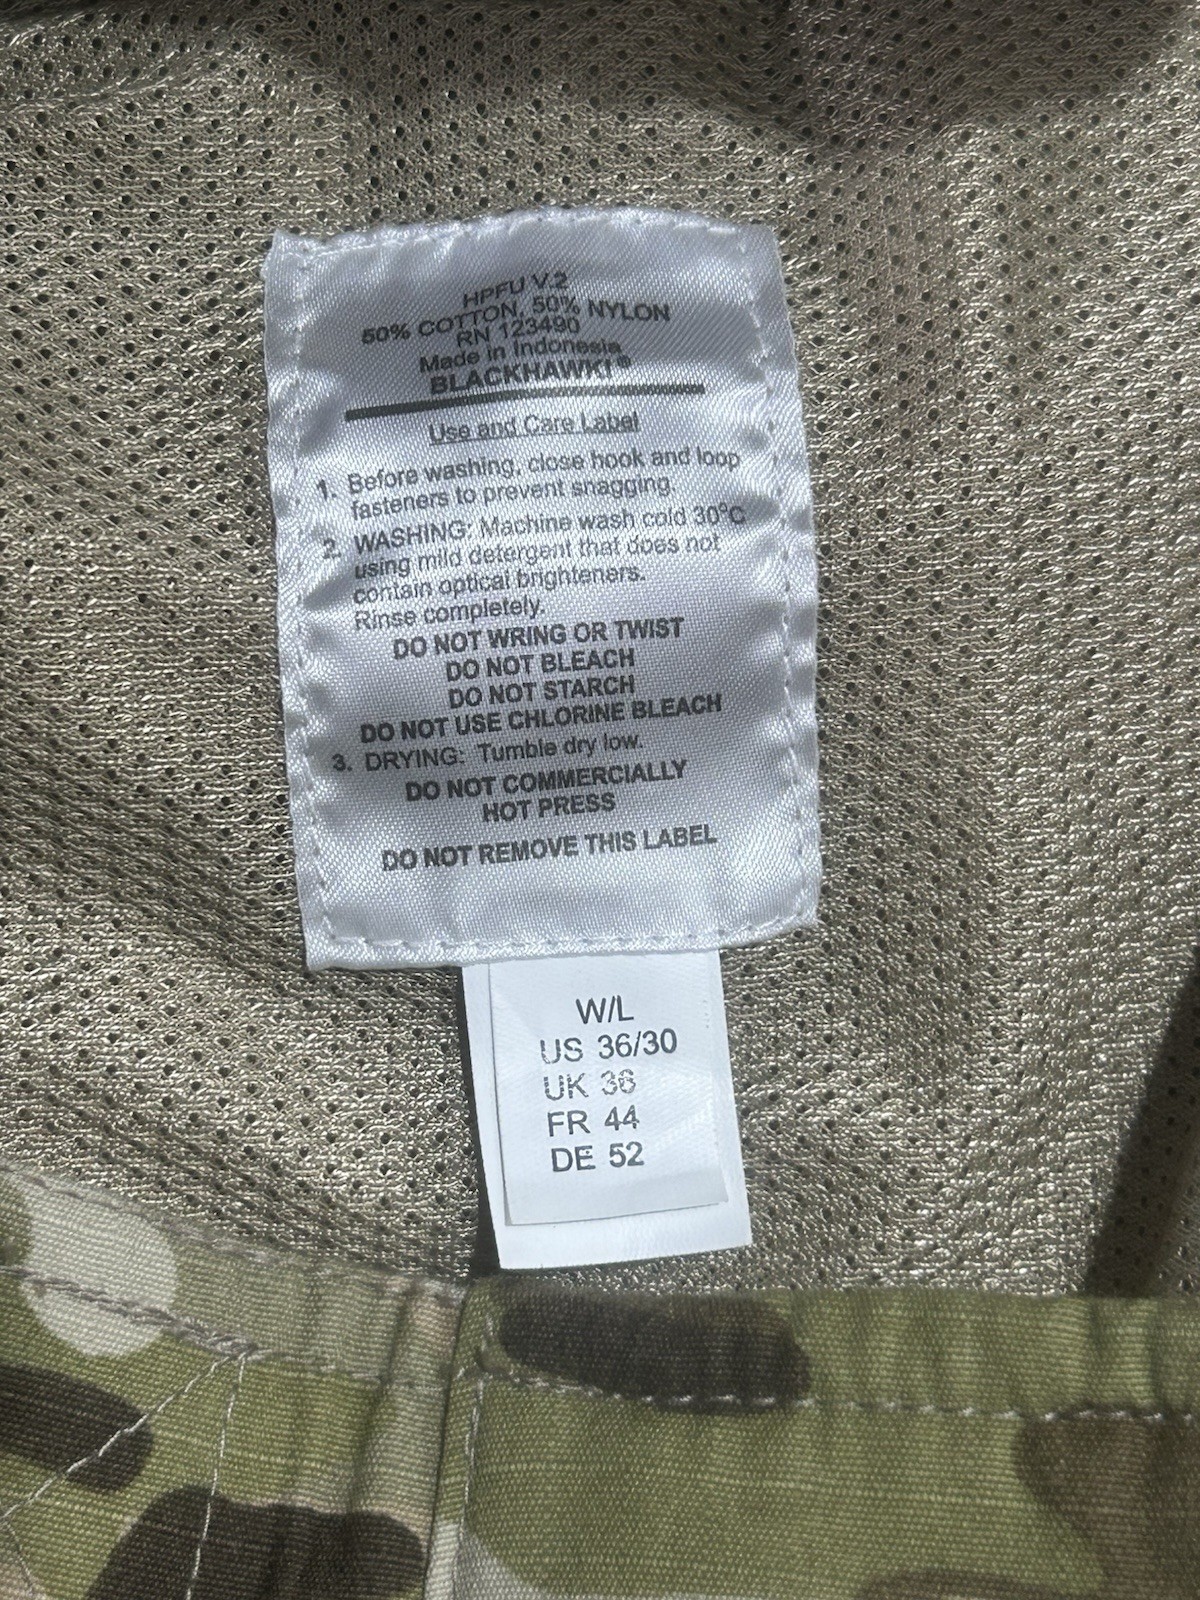 HPFU V.2
50% COTTON, 50% NYLON
RN 123490
Made in Indonesia
BLACKHAWK!®
Use and Care Label
1. Before washing, close hook and loop
fasteners to prevent snagging.
2. WASHING: Machine wash cold 30°C
using mild detergent that does not
contain optical brighteners.
Rinse completely.
DO NOT WRING OR TWIST
DO NOT BLEACH
DO NOT STARCH
DO NOT USE CHLORINE BLEACH
3. DRYING: Tumble dry low.
DO NOT COMMERCIALLY
HOT PRESS
DO NOT REMOVE THIS LABEL
W/L
US 36/30
UK 36
FR 44
DE 52